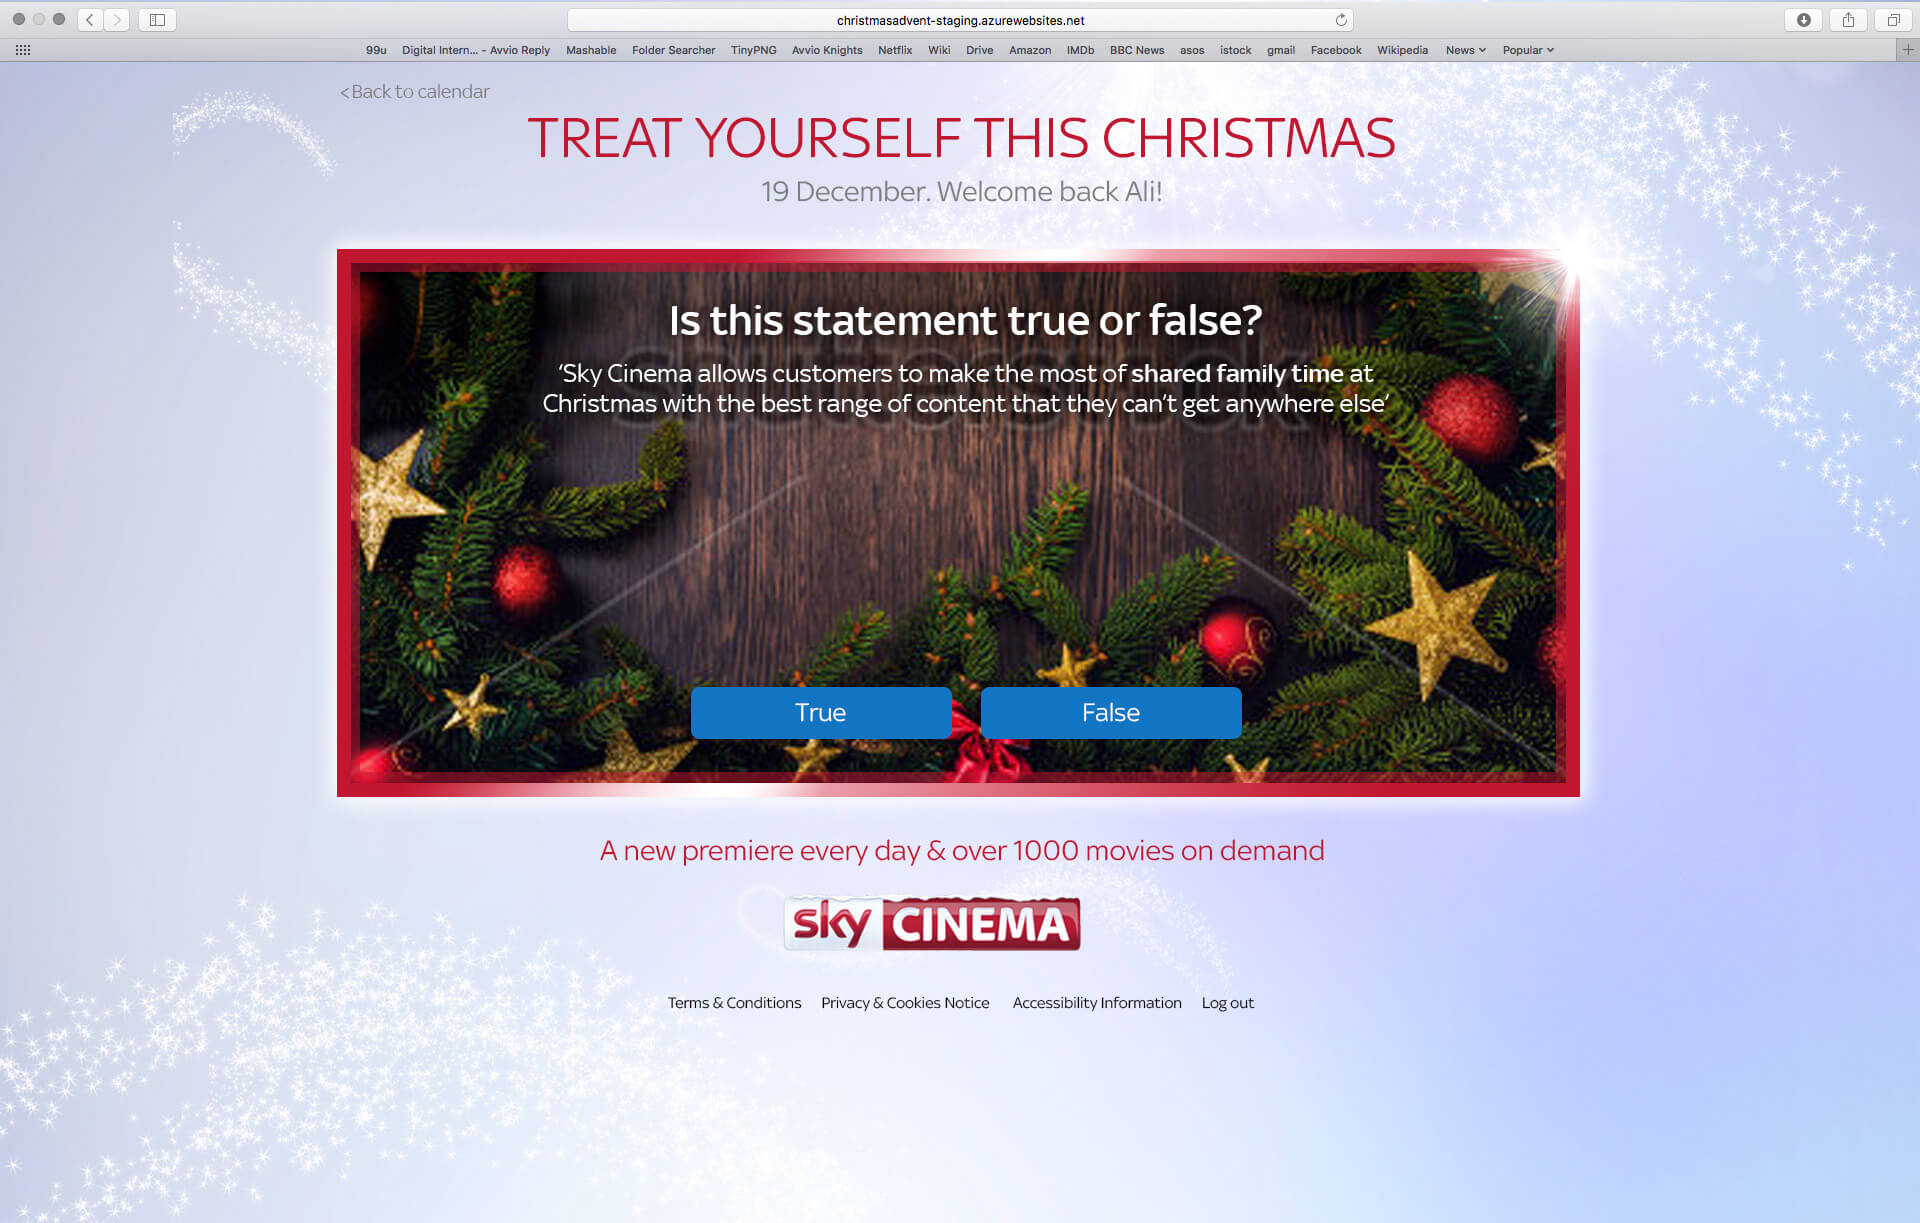 christmasadvent-staging.azurewebsites.net
99u Digital Intern... - Avvio Reply Mashable Folder Searcher TinyPNG Avvio Knights Netflix Wiki Drive Amazon IMDb BBC News asos istock gmail Facebook Wikipedia News Popular
< Back to calendar
TREAT YOURSELF THIS CHRISTMAS
19 December. Welcome back Ali!
Is this statement true or false?
shutterstock
‘Sky Cinema allows customers to make the most of shared family time at
Christmas with the best range of content that they can’t get anywhere else’
True False
A new premiere every day & over 1000 movies on demand
sky CINEMA
Terms & Conditions Privacy & Cookies Notice Accessibility Information Log out